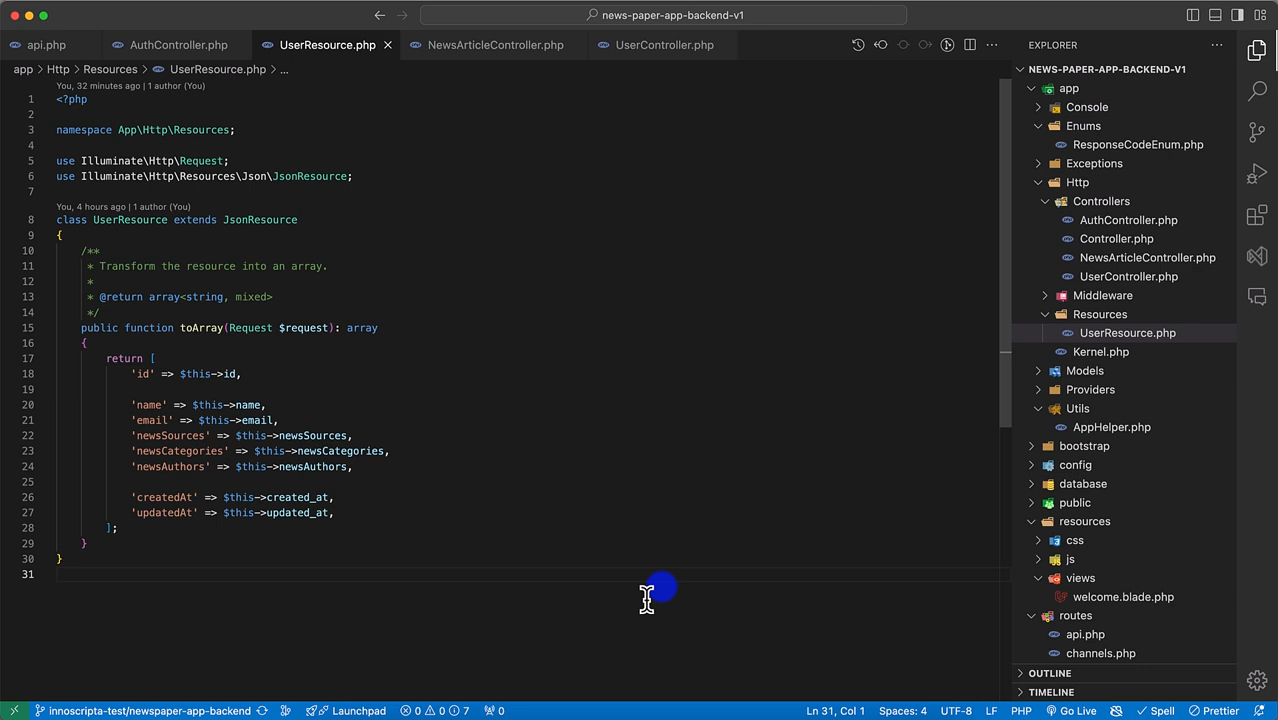 news-paper-app-backend-v1
api.php
AuthController.php
UserResource.php
NewsArticleController.php
UserController.php
app > Http > Resources > UserResource.php > ...
You, 32 minutes ago | 1 author (You)
1 <?php
2
3 namespace App\Http\Resources;
4
5 use Illuminate\Http\Request;
6 use Illuminate\Http\Resources\Json\JsonResource;
7
You, 4 hours ago | 1 author (You)
8 class UserResource extends JsonResource
9 {
10 /**
11 * Transform the resource into an array.
12 *
13 * @return array<string, mixed>
14 */
15 public function toArray(Request $request): array
16 {
17 return [
18 'id' => $this->id,
19
20 'name' => $this->name,
21 'email' => $this->email,
22 'newsSources' => $this->newsSources,
23 'newsCategories' => $this->newsCategories,
24 'newsAuthors' => $this->newsAuthors,
25
26 'createdAt' => $this->created_at,
27 'updatedAt' => $this->updated_at,
28 ];
29 }
30 }
31
EXPLORER
NEWS-PAPER-APP-BACKEND-V1
app
Console
Enums
ResponseCodeEnum.php
Exceptions
Http
Controllers
AuthController.php
Controller.php
NewsArticleController.php
UserController.php
Middleware
Resources
UserResource.php
Kernel.php
Models
Providers
Utils
AppHelper.php
bootstrap
config
database
public
resources
css
js
views
welcome.blade.php
routes
api.php
channels.php
OUTLINE
TIMELINE
innoscripta-test/newspaper-app-backend
Launchpad
0 0 7
0
Ln 31, Col 1
Spaces: 4
UTF-8
LF
PHP
Go Live
Spell
Prettier